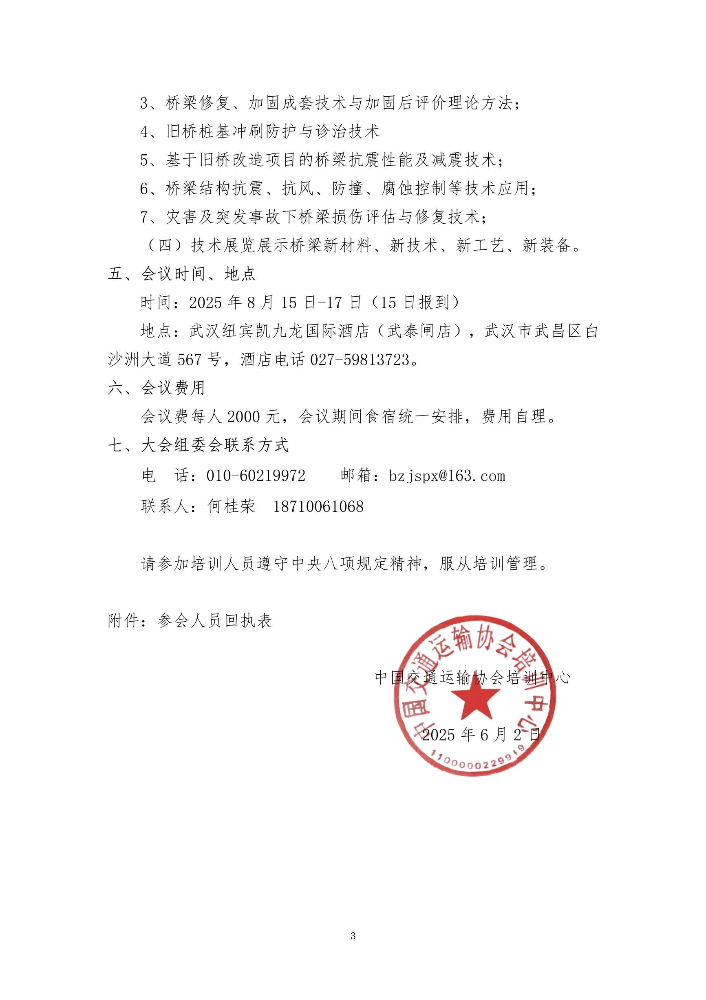 3、桥梁修复、加固成套技术与加固后评价理论方法；
4、旧桥桩基冲刷防护与诊治技术
5、基于旧桥改造项目的桥梁抗震性能及减震技术；
6、桥梁结构抗震、抗风、防撞、腐蚀控制等技术应用；
7、灾害及突发事故下桥梁损伤评估与修复技术；
（四）技术展览展示桥梁新材料、新技术、新工艺、新装备。
五、会议时间、地点
时间：2025 年 8 月 15 日-17 日（15 日报到）
地点：武汉纽宾凯九龙国际酒店（武泰闸店），武汉市武昌区白
沙洲大道 567 号，酒店电话 027-59813723。
六、会议费用
会议费每人 2000 元，会议期间食宿统一安排，费用自理。
七、大会组委会联系方式
电　话：010-60219972　　邮箱：bzjspx@163.com
联系人：何桂荣　18710061068
请参加培训人员遵守中央八项规定精神，服从培训管理。
附件：参会人员回执表
中国交通运输协会培训中心
中国交通运输协会培训中心
2025 年 6 月 2 日
1100000229919
3